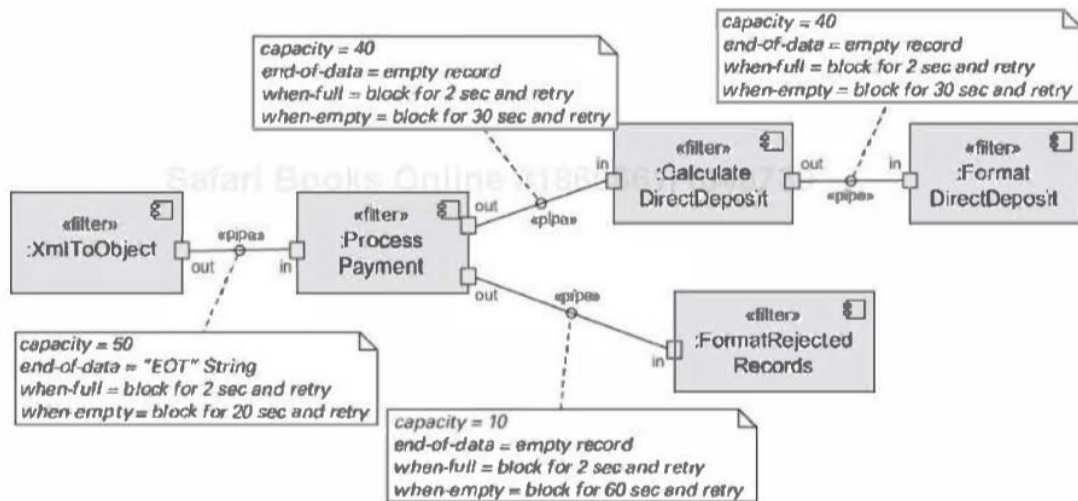 capacity = 40
end-of-data = empty record
when-full = block for 2 sec and retry
when-empty = block for 30 sec and retry
capacity = 40
end-of-data = empty record
when-full = block for 2 sec and retry
when-empty = block for 30 sec and retry
Safari Books Online
«filter»
:XmlToObject
out
«pipe»
in
«filter»
:Process
Payment
out
«pipe»
in
«filter»
:Calculate
DirectDeposit
out
«pipe»
in
«filter»
:Format
DirectDeposit
out
«pipe»
in
«filter»
:FormatRejected
Records
capacity = 50
end-of-data = "EOT" String
when-full = block for 2 sec and retry
when-empty = block for 20 sec and retry
capacity = 10
end-of-data = empty record
when-full = block for 2 sec and retry
when-empty = block for 60 sec and retry